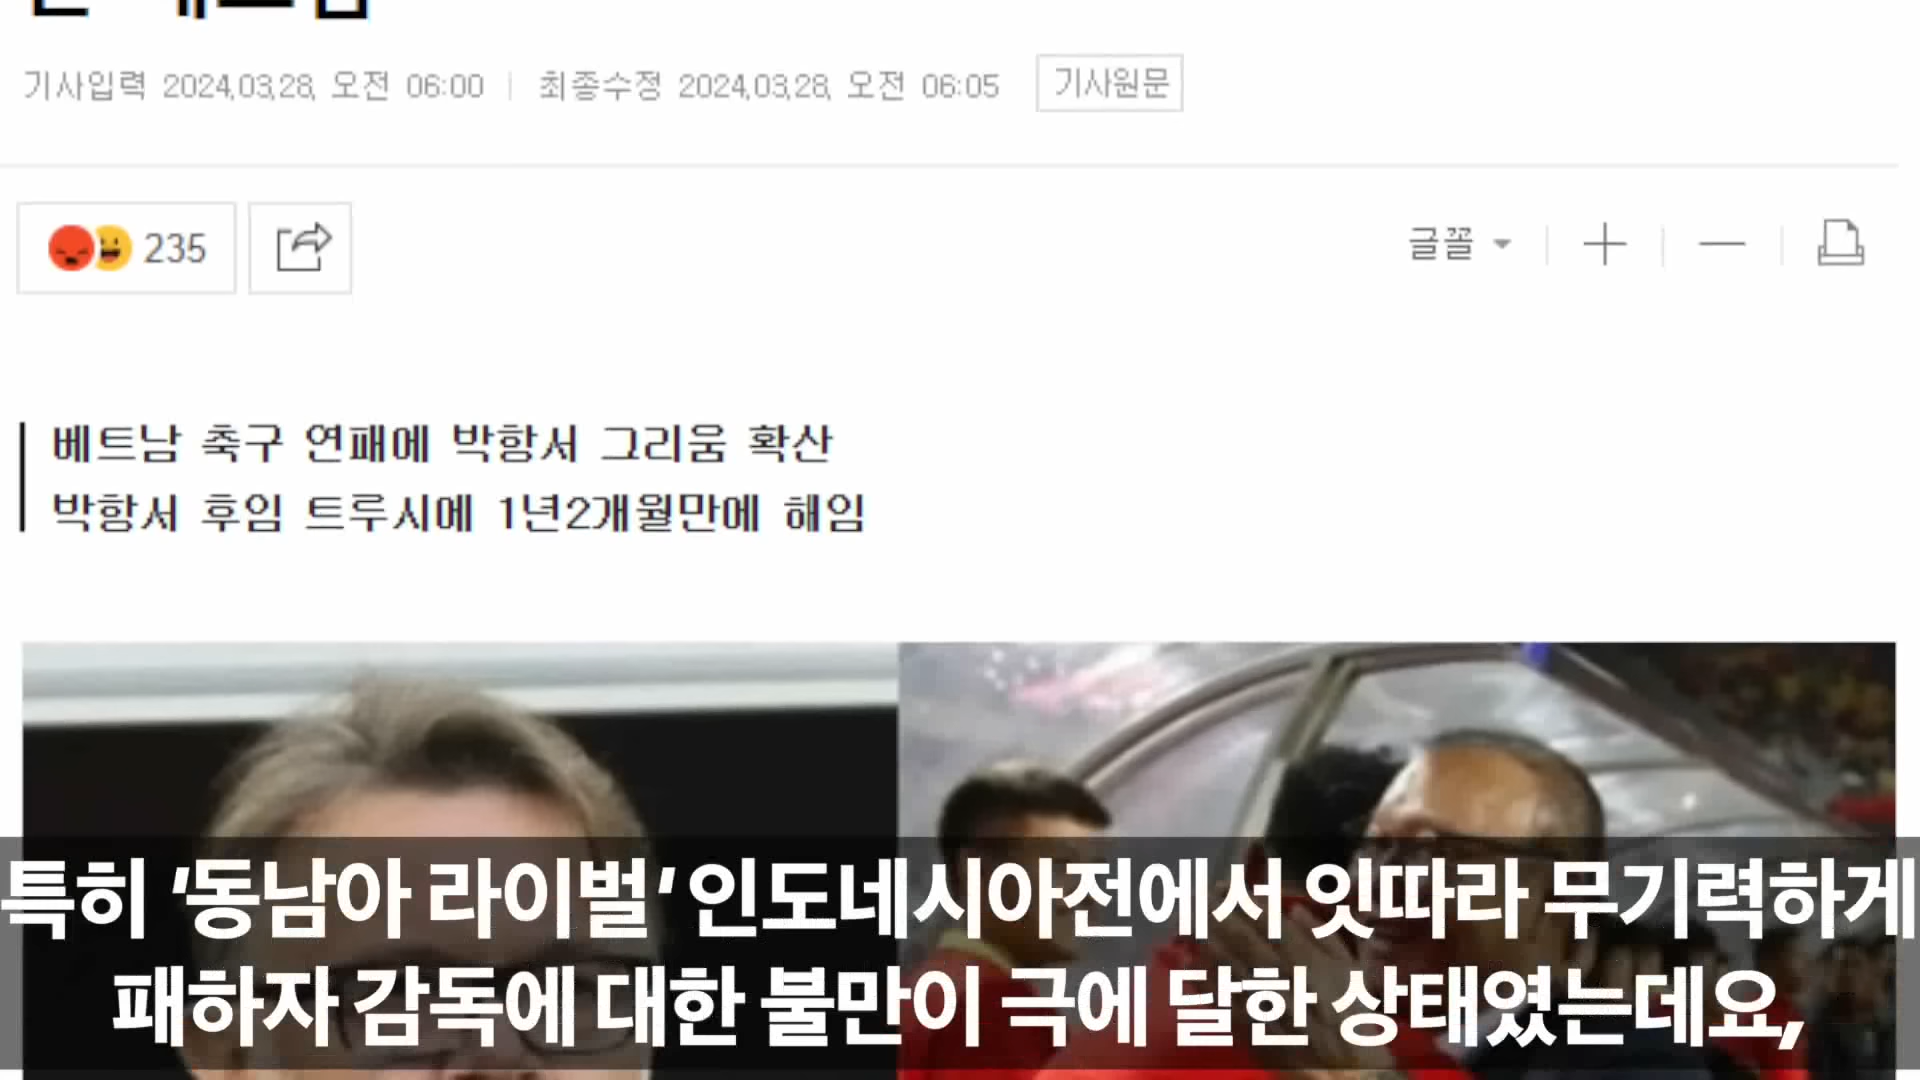 기사입력 2024.03.28. 오전 06:00 최종수정 2024.03.28. 오전 06:05 기사원문
235
글꼴
베트남 축구 연패에 박항서 그리움 확산
박항서 후임 트루시에 1년2개월만에 해임
특히 ‘동남아 라이벌‘ 인도네시아전에서 잇따라 무기력하게
패하자 감독에 대한 불만이 극에 달한 상태였는데요,